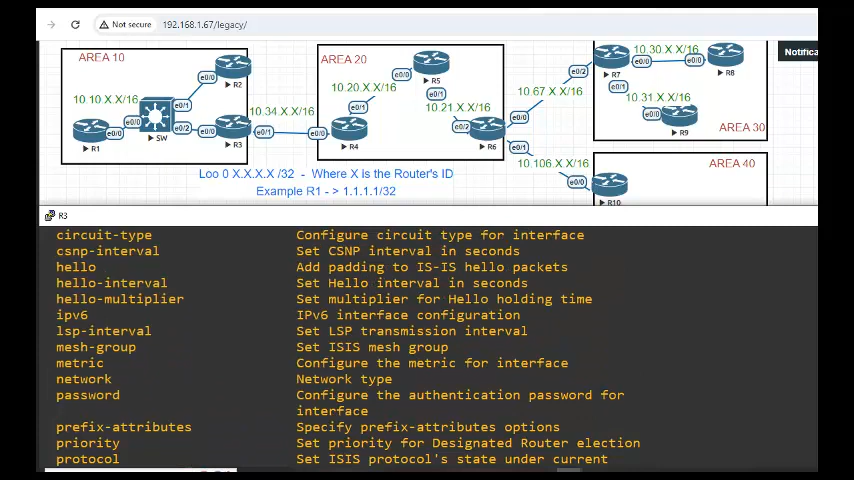 Not secure 192.168.1.67/legacy/
Notifica
AREA 10
AREA 20
AREA 30
AREA 40
R2
e0/0
10.10.X.X/16
e0/1
e0/0
e0/0
R1
SW
e0/2
e0/0
R3
10.34.X.X/16
e0/1
e0/0
10.20.X.X/16
e0/0
R5
e0/1
e0/1
R4
10.21.X.X/16
e0/2
R6
e0/0
e0/1
10.67 X.X/16
e0/2
R7
10.30.X.X/16
e0/0
e0/0
R8
e0/1
10.31.X.X/16
e0/0
R9
10.106.X.X/16
e0/0
R10
Loo 0 X.X.X.X /32 - Where X is the Router's ID
Example R1 - > 1.1.1.1/32
R3
circuit-type Configure circuit type for interface
csnp-interval Set CSNP interval in seconds
hello Add padding to IS-IS hello packets
hello-interval Set Hello interval in seconds
hello-multiplier Set multiplier for Hello holding time
ipv6 IPv6 interface configuration
lsp-interval Set LSP transmission interval
mesh-group Set ISIS mesh group
metric Configure the metric for interface
network Network type
password Configure the authentication password for
interface
prefix-attributes Specify prefix-attributes options
priority Set priority for Designated Router election
protocol Set ISIS protocol's state under current